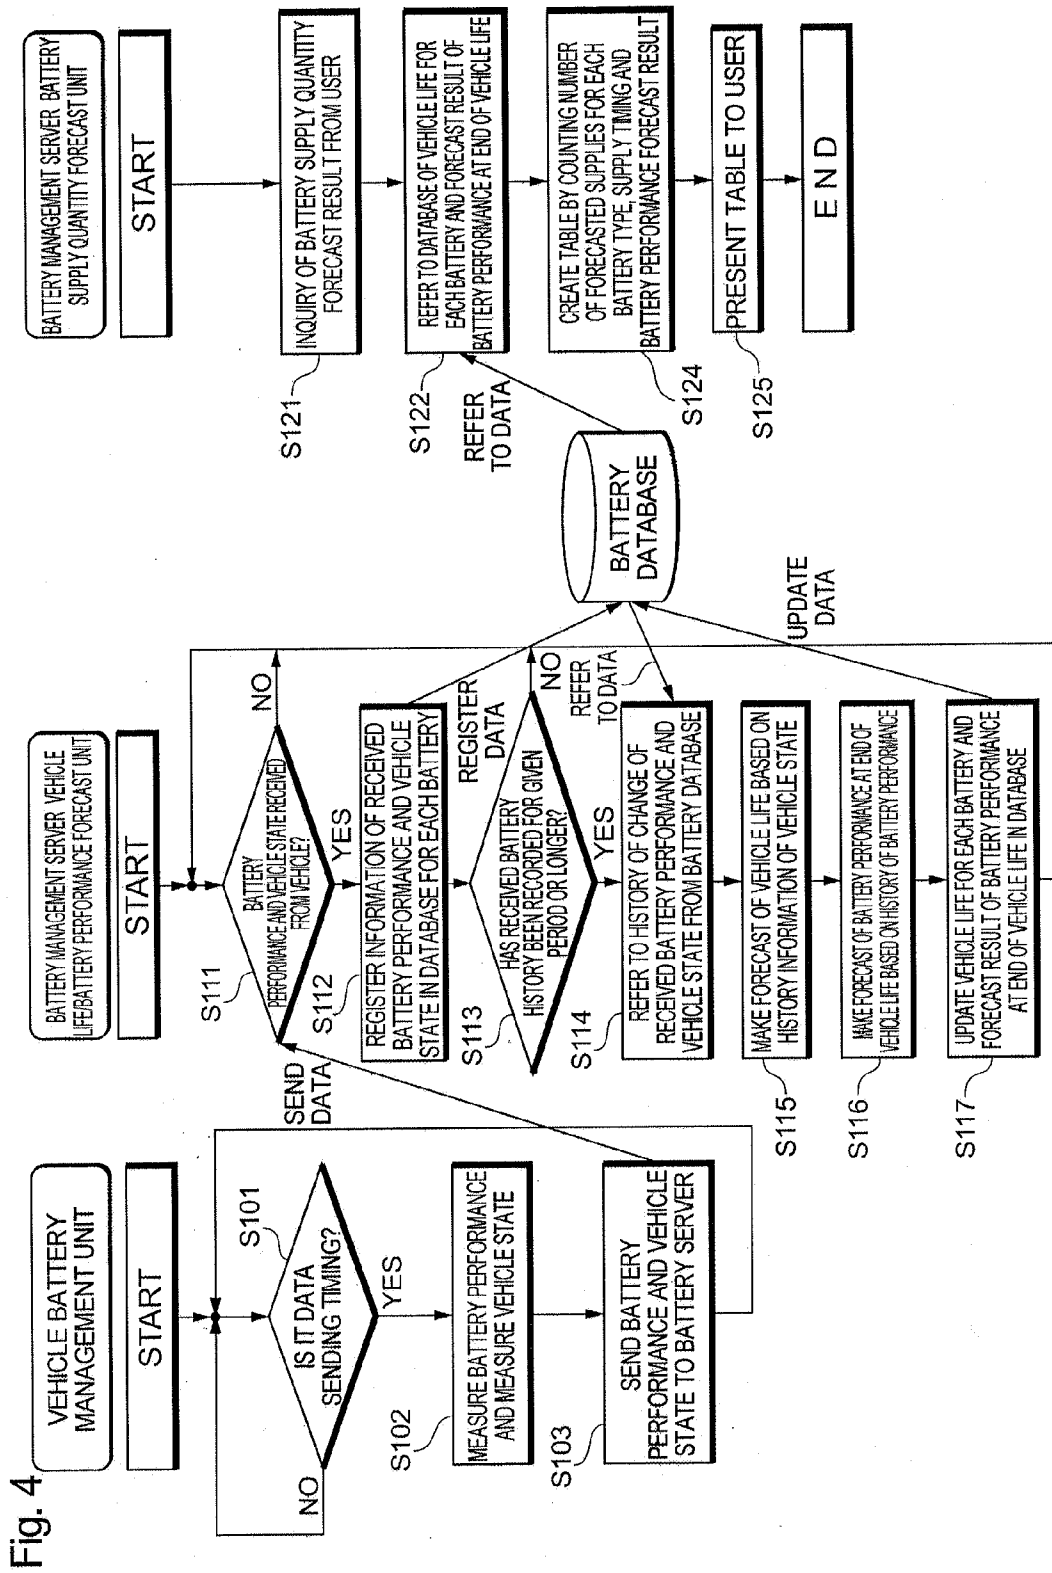 Fig. 4
VEHICLE BATTERY
MANAGEMENT UNIT
START
S101
IS IT DATA
SENDING TIMING?
NO
YES
S102
MEASURE BATTERY PERFORMANCE
AND MEASURE VEHICLE STATE
S103
SEND BATTERY
PERFORMANCE AND VEHICLE
STATE TO BATTERY SERVER
SEND
DATA
BATTERY MANAGEMENT SERVER VEHICLE
LIFE/BATTERY PERFORMANCE FORECAST UNIT
START
S111
BATTERY
PERFORMANCE AND VEHICLE STATE RECEIVED
FROM VEHICLE?
NO
YES
S112
REGISTER INFORMATION OF RECEIVED
BATTERY PERFORMANCE AND VEHICLE
STATE IN DATABASE FOR EACH BATTERY
REGISTER
DATA
S113
HAS RECEIVED BATTERY
HISTORY BEEN RECORDED FOR GIVEN
PERIOD OR LONGER?
NO
YES
S114
REFER TO HISTORY OF CHANGE OF
RECEIVED BATTERY PERFORMANCE AND
VEHICLE STATE FROM BATTERY DATABASE
REFER
TO DATA
S115
MAKE FORECAST OF VEHICLE LIFE BASED ON
HISTORY INFORMATION OF VEHICLE STATE
S116
MAKE FORECAST OF BATTERY PERFORMANCE AT END OF
VEHICLE LIFE BASED ON HISTORY OF BATTERY PERFORMANCE
S117
UPDATE VEHICLE LIFE FOR EACH BATTERY AND
FORECAST RESULT OF BATTERY PERFORMANCE
AT END OF VEHICLE LIFE IN DATABASE
UPDATE
DATA
BATTERY
DATABASE
BATTERY MANAGEMENT SERVER BATTERY
SUPPLY QUANTITY FORECAST UNIT
START
S121
INQUIRY OF BATTERY SUPPLY QUANTITY
FORECAST RESULT FROM USER
S122
REFER TO DATABASE OF VEHICLE LIFE FOR
EACH BATTERY AND FORECAST RESULT OF
BATTERY PERFORMANCE AT END OF VEHICLE LIFE
REFER
TO DATA
S124
CREATE TABLE BY COUNTING NUMBER
OF FORECASTED SUPPLIES FOR EACH
BATTERY TYPE, SUPPLY TIMING AND
BATTERY PERFORMANCE FORECAST RESULT
S125
PRESENT TABLE TO USER
END